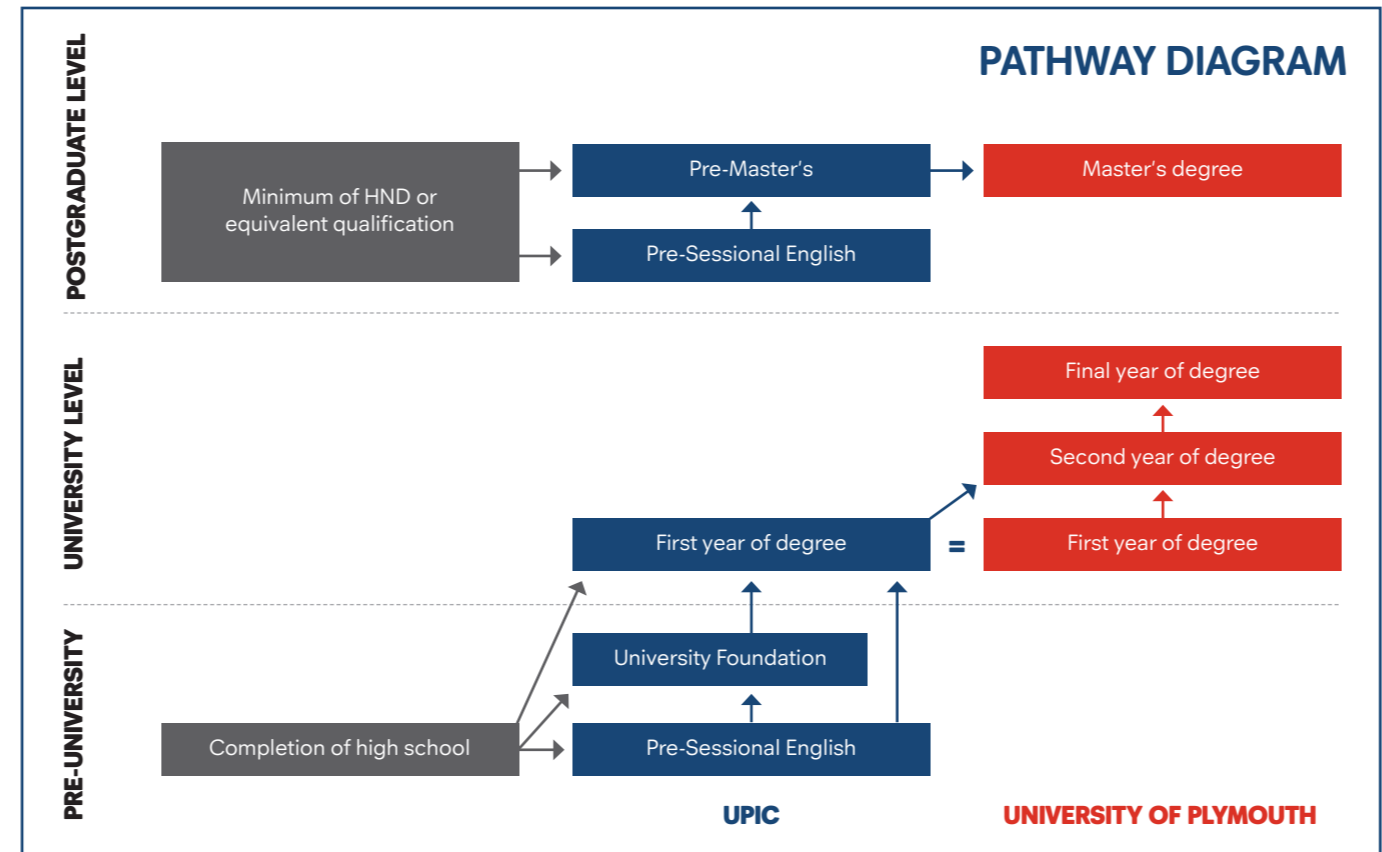 PATHWAY DIAGRAM
POSTGRADUATE LEVEL
Minimum of HND or
equivalent qualification
Pre-Master's
Master's degree
Pre-Sessional English
UNIVERSITY LEVEL
Final year of degree
Second year of degree
First year of degree
=
First year of degree
PRE-UNIVERSITY
University Foundation
Completion of high school
Pre-Sessional English
UPIC
UNIVERSITY OF PLYMOUTH